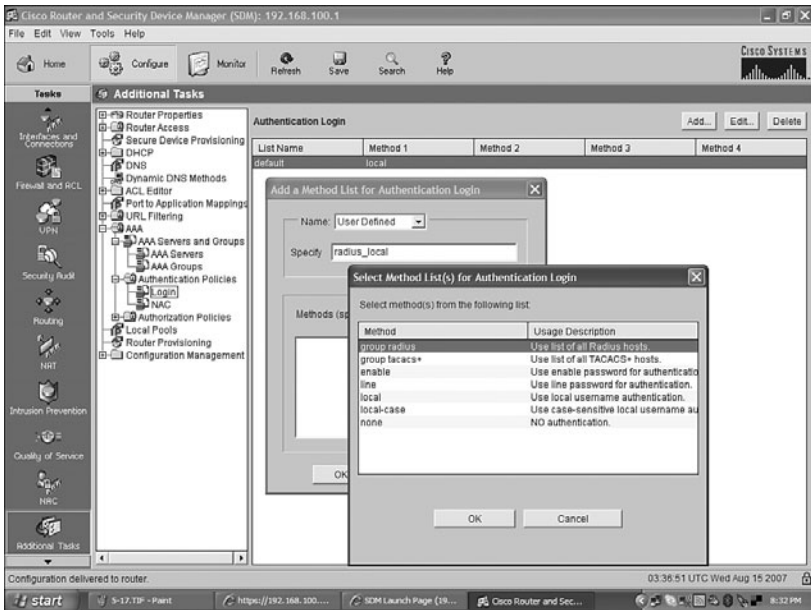 Cisco Router and Security Device Manager (SDM): 192.168.100.1
File Edit View Tools Help
Home Configure Monitor Refresh Save Search Help
CISCO SYSTEMS
Tasks
Additional Tasks
Interfaces and Connections
Firewall and ACL
VPN
Security Audit
Routing
NAT
Intrusion Prevention
Quality of Service
NAC
Additional Tasks
Router Properties
Router Access
Secure Device Provisioning
DHCP
DNS
Dynamic DNS Methods
ACL Editor
Port to Application Mappings
URL Filtering
AAA
AAA Servers and Groups
AAA Servers
AAA Groups
Authentication Policies
Login
NAC
Authorization Policies
Local Pools
Router Provisioning
Configuration Management
Authentication Login
Add... Edit... Delete
List Name Method 1 Method 2 Method 3 Method 4
default local
Add a Method List for Authentication Login
Name: User Defined
Specify radius_local
Methods (sp
OK
Select Method List(s) for Authentication Login
Select method(s) from the following list:
Method Usage Description
group radius Use list of all Radius hosts.
group tacacs+ Use list of all TACACS+ hosts.
enable Use enable password for authenticatio
line Use line password for authentication.
local Use local username authentication.
local-case Use case-sensitive local username au
none NO authentication.
OK Cancel
Configuration delivered to router.
03:36:51 UTC Wed Aug 15 2007
start
5-17.TIF - Paint
https://192.168.100....
SDM Launch Page (19...
Cisco Router and Sec...
8:32 PM